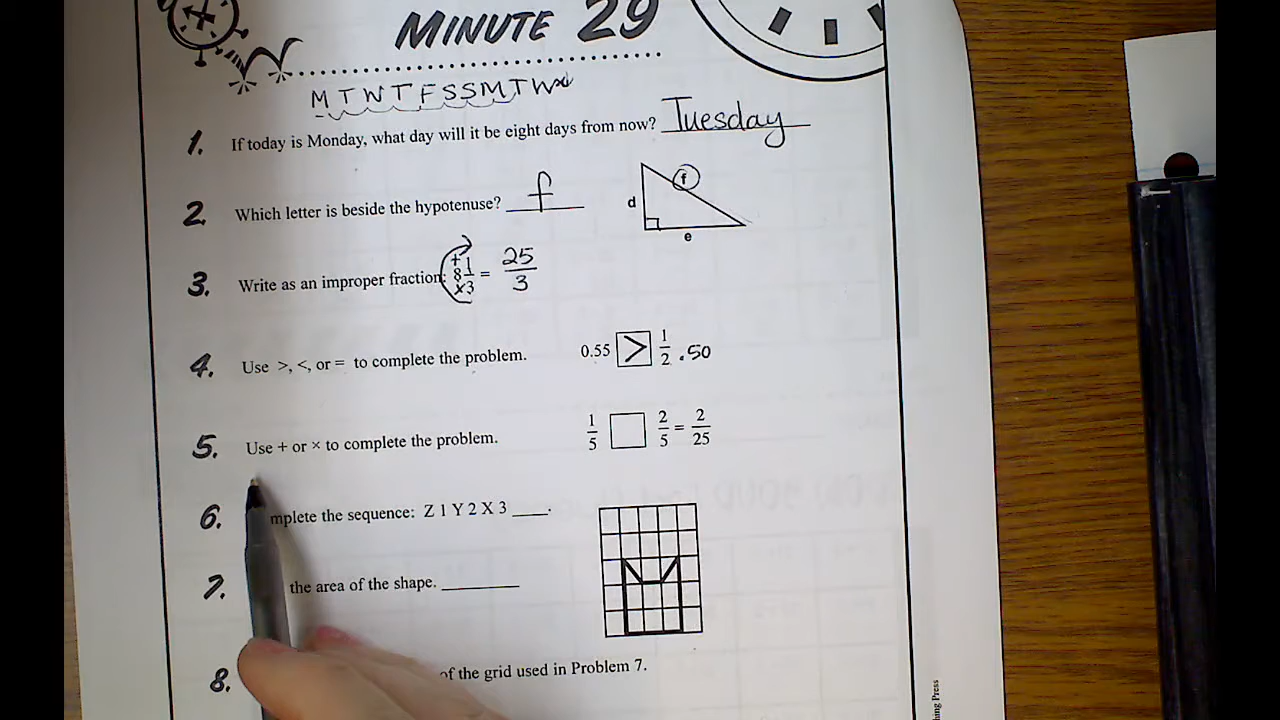 MINUTE 29
M T W T F S S M T W
1. If today is Monday, what day will it be eight days from now? Tuesday
2. Which letter is beside the hypotenuse? f
d f e
3. Write as an improper fraction: 8 1/3 = 25/3
+ ×
4. Use >, <, or = to complete the problem. 0.55 > 1/2 .50
5. Use + or × to complete the problem. 1/5 □ 2/5 = 2/25
6. mplete the sequence: Z 1 Y 2 X 3 ____.
7. the area of the shape. ____
8. of the grid used in Problem 7.